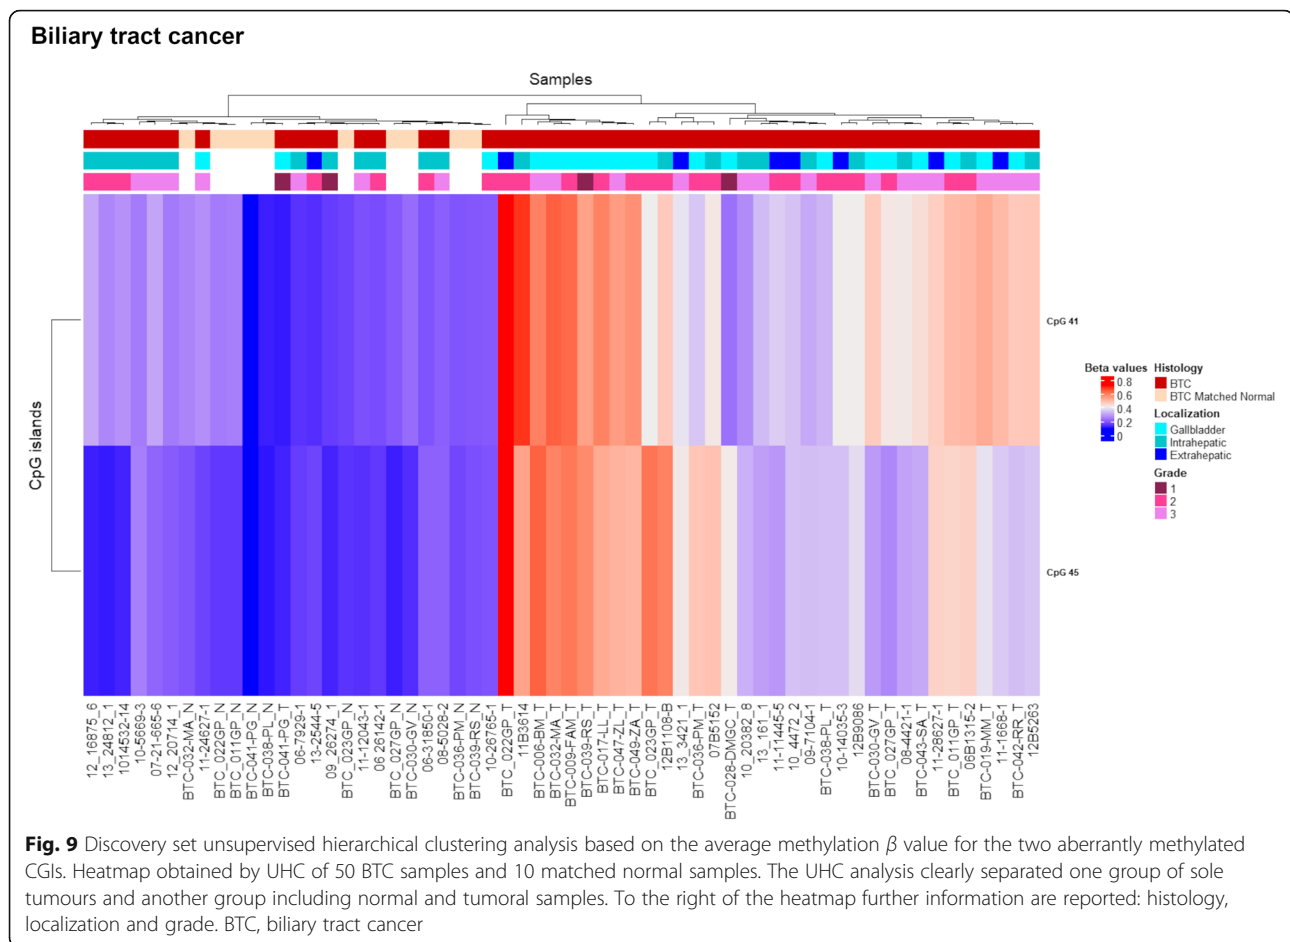 Biliary tract cancer
Samples
CpG islands
CpG 41
CpG 45
Beta values
0.8
0.6
0.4
0.2
0
Histology
BTC
BTC Matched Normal
Localization
Gallbladder
Intrahepatic
Extrahepatic
Grade
1
2
3
12_16875_6
13_24812_1
10144532-14
10-5669-3
07-21-665-6
12_20714_1
BTC-032-MA_N
11-24627-1
BTC_022GP_N
BTC_011GP_N
BTC-041-PG_N
BTC-038-PL_N
BTC-041-PG_T
06-7929-1
13-2544-5
09_26274_1
BTC_023GP_N
11-12043-1
06 26142-1
BTC_027GP_N
BTC-030-GV_N
06-31850-1
08-5028-2
BTC-036-PM_N
BTC-039-RS_N
10-26765-1
BTC_022GP_T
11B3614
BTC-006-BM_T
BTC-032-MA_T
BTC-009-FAM_T
BTC-039-RS_T
BTC-017-LL_T
BTC-047-ZL_T
BTC-049-ZA_T
BTC_023GP_T
12B1108-B
13_3421_1
BTC-036-PM_T
07B5152
BTC-028-DMGC_T
10_20382_8
13_161_1
11-11445-5
10_4472_2
09-7104-1
BTC-038-PL_T
10-14035-3
12B9086
BTC-030-GV_T
BTC_027GP_T
08-4421-1
BTC-043-SA_T
11-28627-1
BTC_011GP_T
06B1315-2
BTC-019-MM_T
11-1668-1
BTC-042-RR_T
12B5263
Fig. 9 Discovery set unsupervised hierarchical clustering analysis based on the average methylation β value for the two aberrantly methylated
CGIs. Heatmap obtained by UHC of 50 BTC samples and 10 matched normal samples. The UHC analysis clearly separated one group of sole
tumours and another group including normal and tumoral samples. To the right of the heatmap further information are reported: histology,
localization and grade. BTC, biliary tract cancer